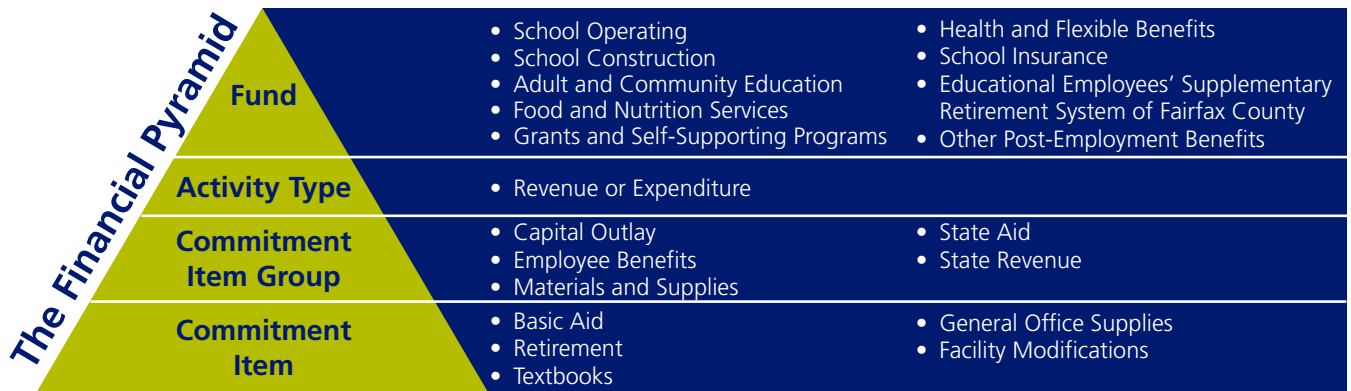 The Financial Pyramid
Fund
• School Operating
• School Construction
• Adult and Community Education
• Food and Nutrition Services
• Grants and Self-Supporting Programs
• Health and Flexible Benefits
• School Insurance
• Educational Employees’ Supplementary
Retirement System of Fairfax County
• Other Post-Employment Benefits
Activity Type
• Revenue or Expenditure
Commitment
Item Group
• Capital Outlay
• Employee Benefits
• Materials and Supplies
• State Aid
• State Revenue
Commitment
Item
• Basic Aid
• Retirement
• Textbooks
• General Office Supplies
• Facility Modifications